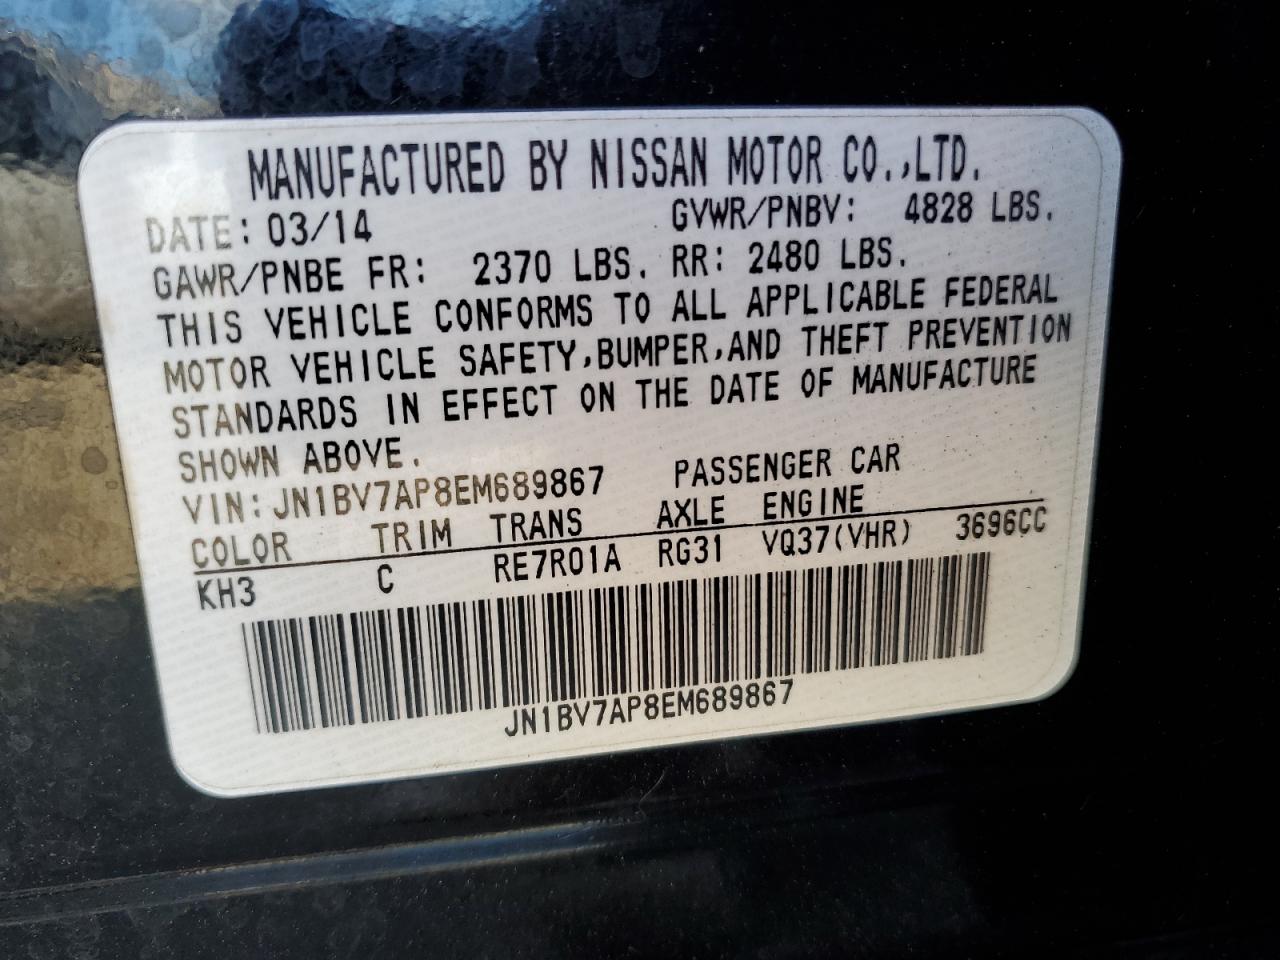 MANUFACTURED BY NISSAN MOTOR CO.,LTD.
DATE: 03/14 GVWR/PNBV: 4828 LBS.
GAWR/PNBE FR: 2370 LBS. RR: 2480 LBS.
THIS VEHICLE CONFORMS TO ALL APPLICABLE FEDERAL
MOTOR VEHICLE SAFETY,BUMPER,AND THEFT PREVENTION
STANDARDS IN EFFECT ON THE DATE OF MANUFACTURE
SHOWN ABOVE.
VIN:JN1BV7AP8EM689867 PASSENGER CAR
COLOR TRIM TRANS AXLE ENGINE
KH3 C RE7R01A RG31 VQ37(VHR) 3696CC
JN1BV7AP8EM689867